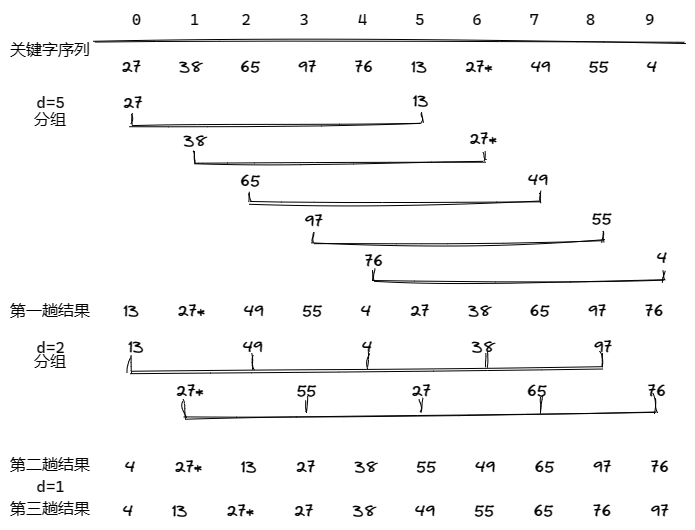 0 1 2 3 4 5 6 7 8 9
关键字序列
27 38 65 97 76 13 27* 49 55 4
d=5 27 13
分组
38 27*
65 49
97 55
76 4
第一趟结果 13 27* 49 55 4 27 38 65 97 76
d=2 13 49 4 38 97
分组
27* 55 27 65 76
第二趟结果 4 27* 13 27 38 55 49 65 97 76
d=1
第三趟结果 4 13 27* 27 38 49 55 65 76 97